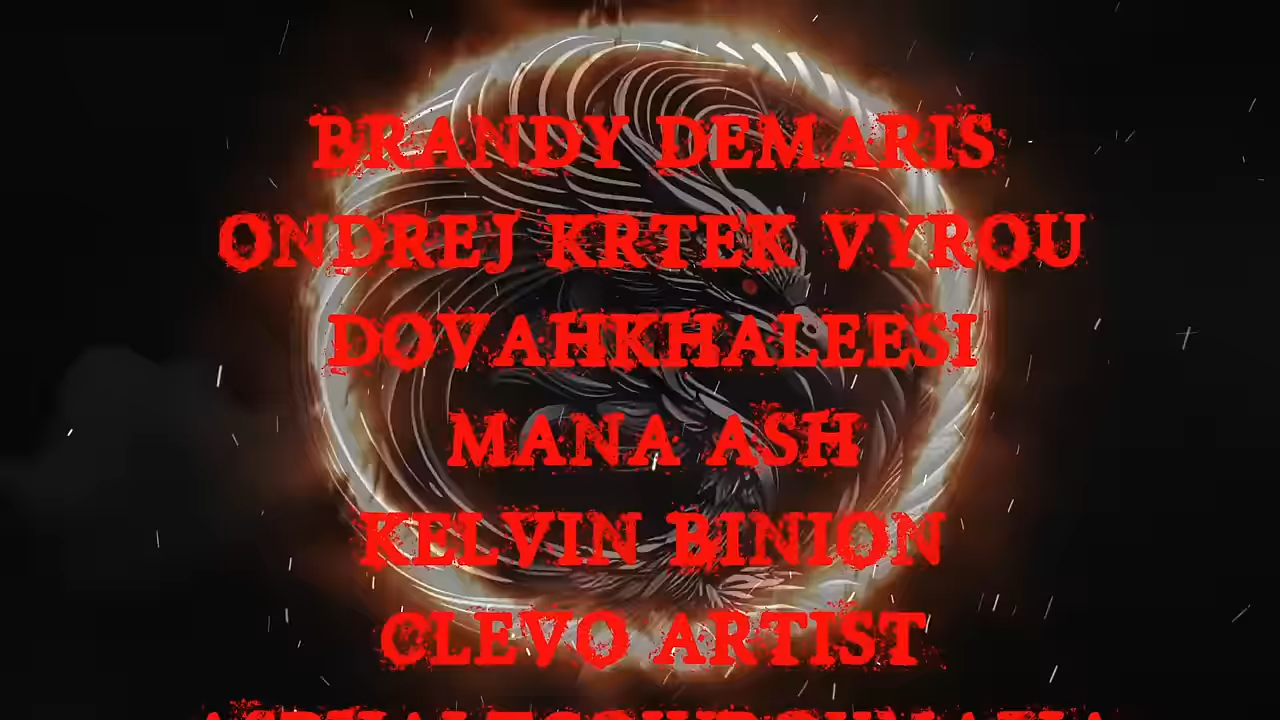 BRANDY DEMARIS
ONDREJ KRTEK VYROU
DOVAHKHALEESI
MANA ASH
KELVIN BINION
CLEVO ARTIST